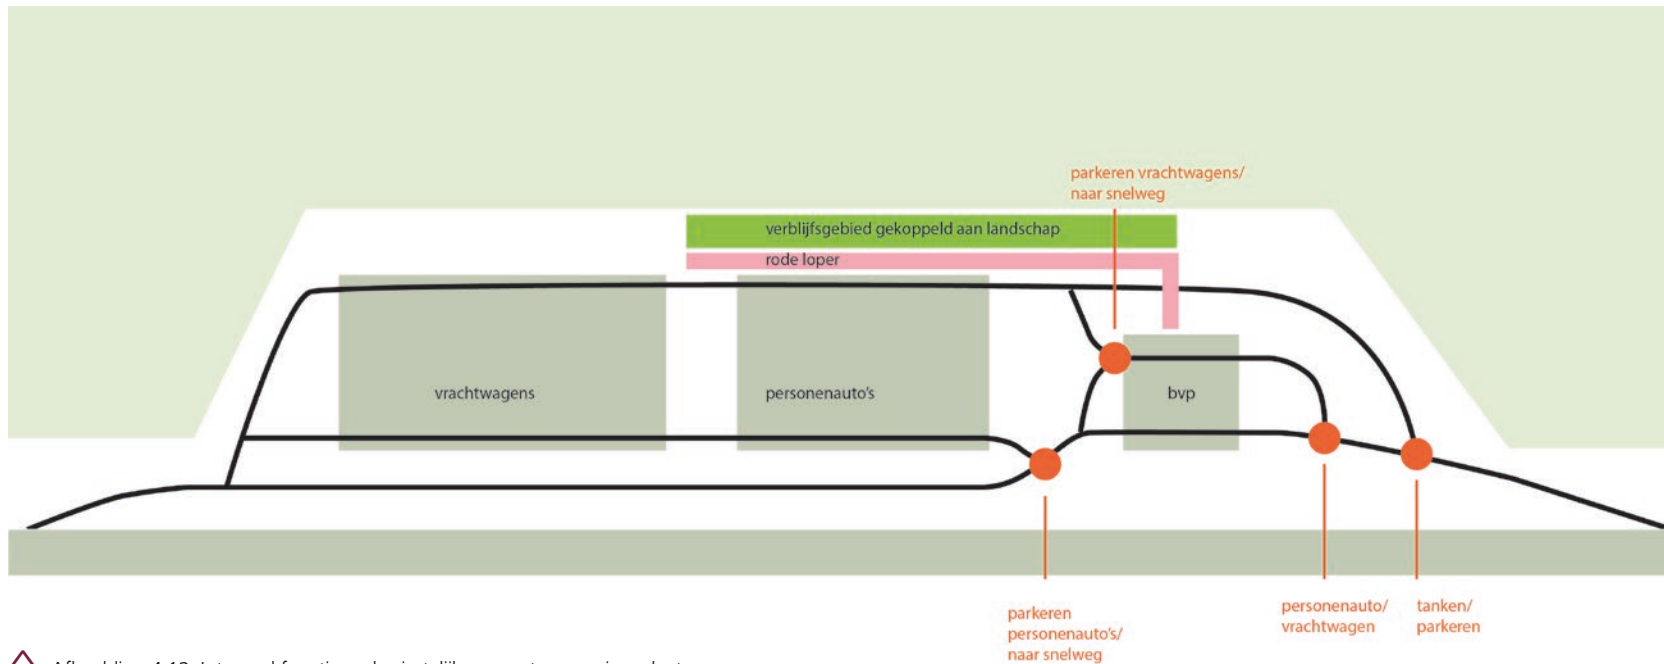 parkeren vrachtwagens/
naar snelweg
verblijfsgebied gekoppeld aan landschap
rode loper
vrachtwagens
personenauto's
bvp
parkeren
personenauto's/
naar snelweg
personenauto/
vrachtwagen
tanken/
parkeren